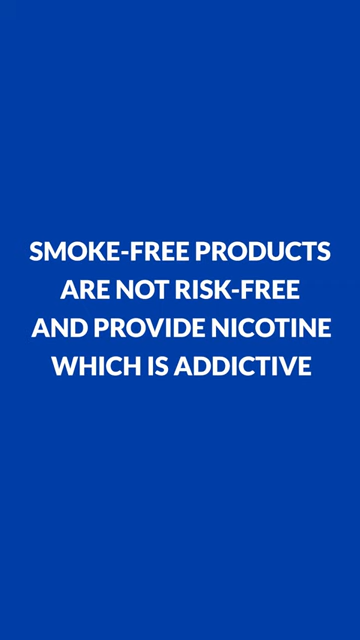 SMOKE-FREE PRODUCTS
ARE NOT RISK-FREE
AND PROVIDE NICOTINE
WHICH IS ADDICTIVE